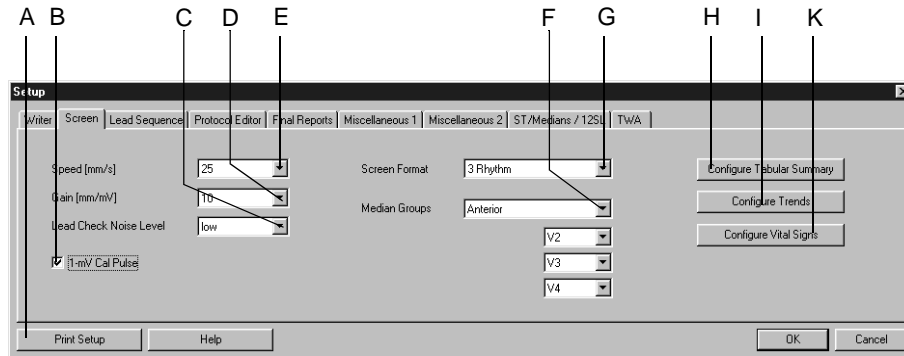 A B C D E F G H I K
Setup
Writer Screen Lead Sequence Protocol Editor Final Reports Miscellaneous 1 Miscellaneous 2 ST/Medians / 12SL TWA
Speed [mm/s] 25 Screen Format 3 Rhythm Configure Tabular Summary
Gain [mm/mV] 10 Median Groups Anterior Configure Trends
Lead Check Noise Level low V2 Configure Vital Signs
1-mV Cal Pulse V3
V4
Print Setup Help OK Cancel